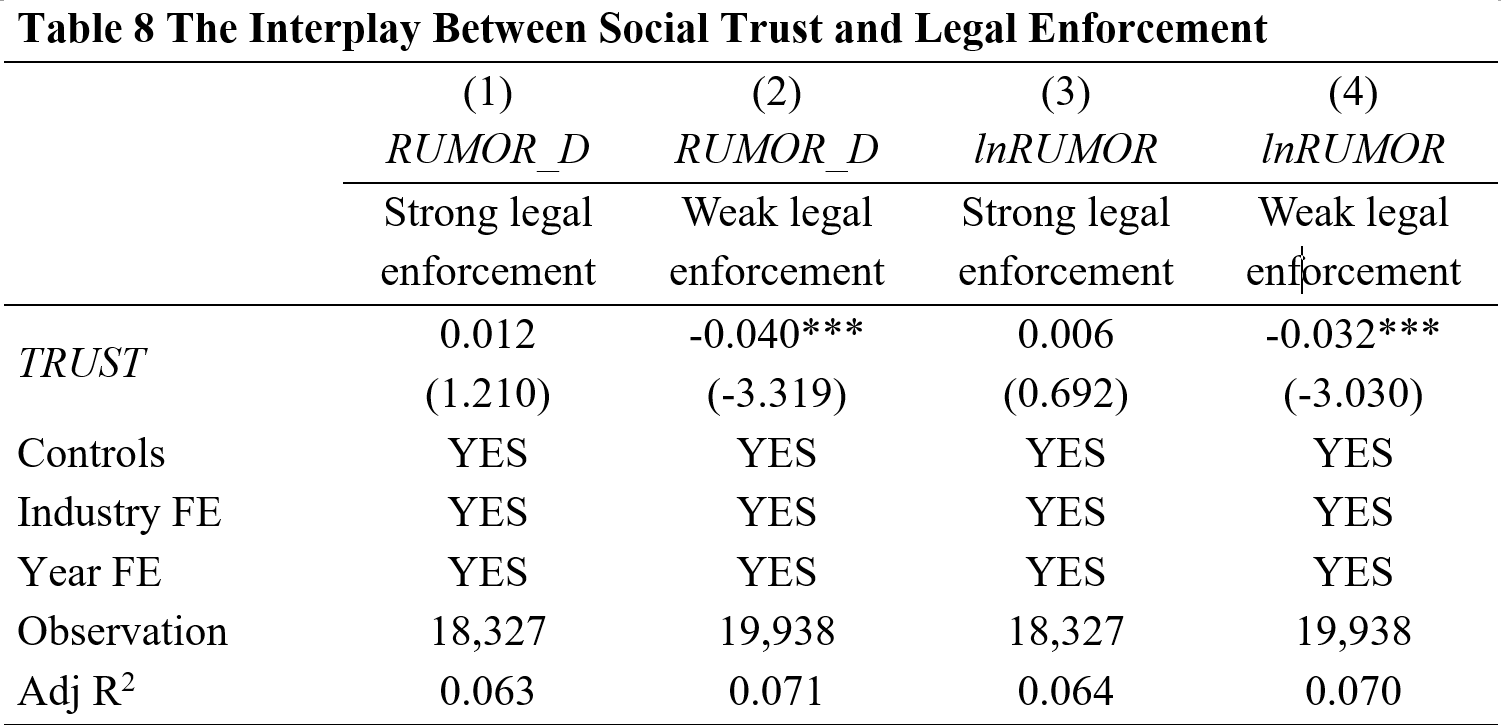 Table 8 The Interplay Between Social Trust and Legal Enforcement
(1) (2) (3) (4)
RUMOR_D RUMOR_D lnRUMOR lnRUMOR
Strong legal Weak legal Strong legal Weak legal
enforcement enforcement enforcement enforcement
0.012 -0.040*** 0.006 -0.032***
TRUST
(1.210) (-3.319) (0.692) (-3.030)
Controls YES YES YES YES
Industry FE YES YES YES YES
Year FE YES YES YES YES
Observation 18,327 19,938 18,327 19,938
Adj R² 0.063 0.071 0.064 0.070